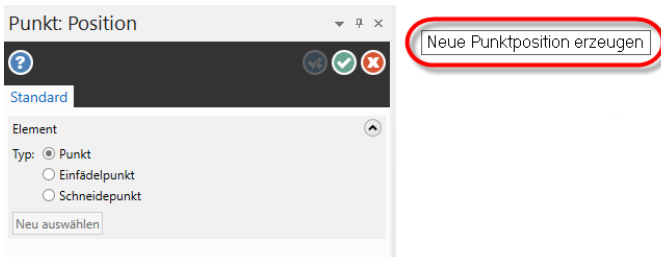 Punkt: Position
Neue Punktposition erzeugen
?
Standard
Element
Typ: Punkt
Einfädelpunkt
Schneidepunkt
Neu auswählen